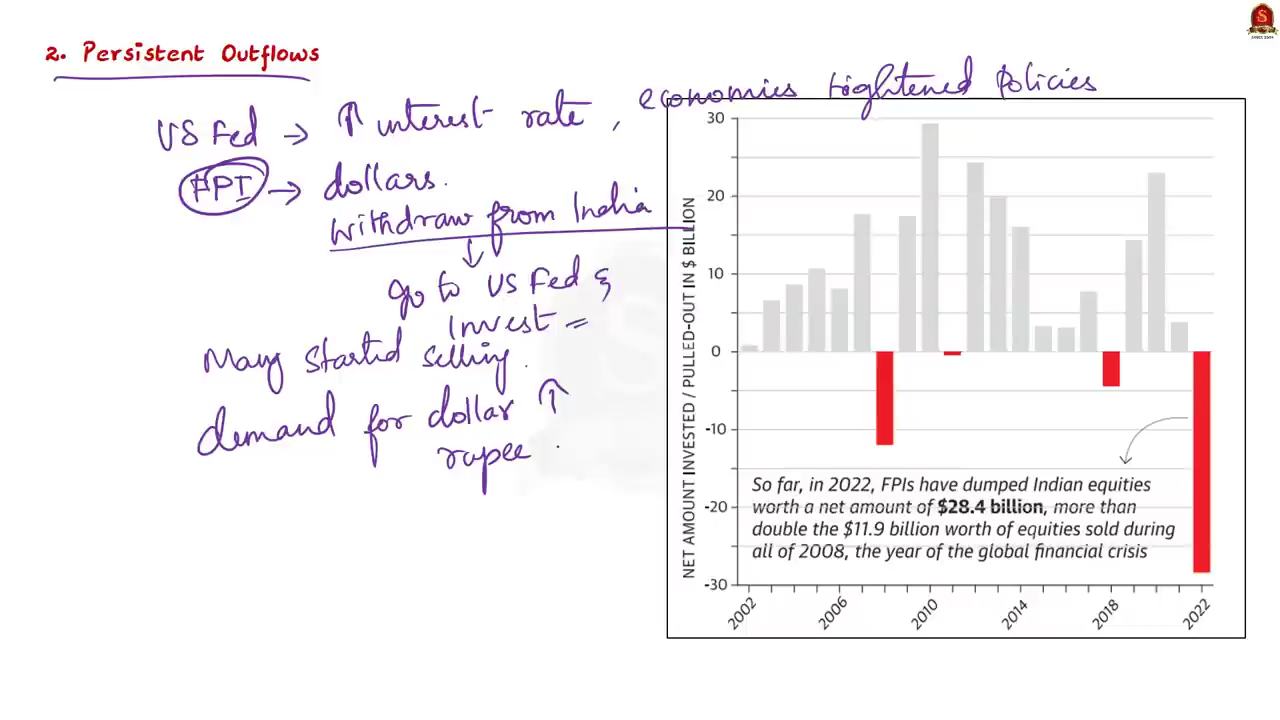 2. Persistent Outflows
US Fed → ↑ interest rate, economies tightened policies
FPI → dollars.
withdraw from India
↓
go to US Fed &
Invest =
Many started selling.
demand for dollar ↑
rupee
NET AMOUNT INVESTED / PULLED-OUT IN $ BILLION
30
20
10
0
-10
-20
-30
So far, in 2022, FPIs have dumped Indian equities
worth a net amount of $28.4 billion, more than
double the $11.9 billion worth of equities sold during
all of 2008, the year of the global financial crisis
2002 2006 2010 2014 2018 2022